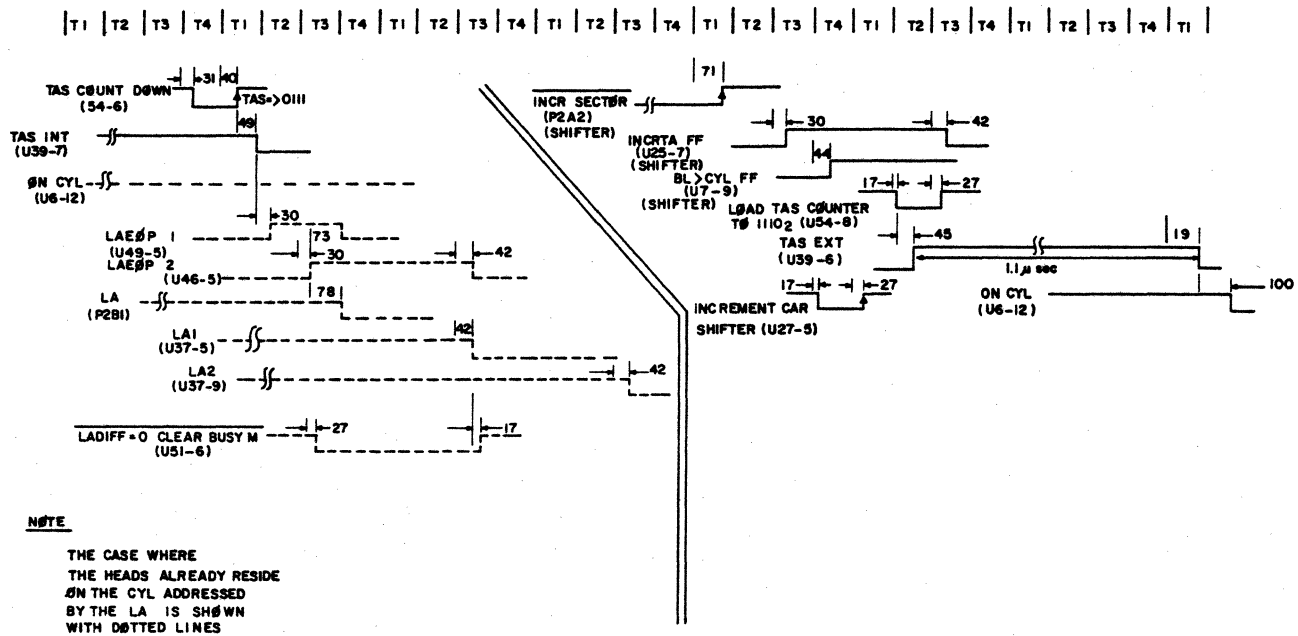 T1 T2 T3 T4 T1 T2 T3 T4 T1 T2 T3 T4 T1 T2 T3 T4 T1 T2 T3 T4 T1 T2 T3 T4 T1 T2 T3 T4 T1
TAS CØUNT DØWN
(54-6)
31 40
TAS=>0111
49
TAS INT
(U39-7)
ØN CYL
(U6-12)
30
LAEØP 1
(U49-5)
73
30
LAEØP 2
(U46-5)
42
78
LA
(P2B1)
LA1
(U37-5)
42
LA2
(U37-9)
42
LADIFF=0 CLEAR BUSY M
(U51-6)
27
17
71
INCR SECTØR
(P2A2)
(SHIFTER)
30
42
INCRTA FF
(U25-7)
(SHIFTER)
44
BL>CYL FF
(U7-9)
(SHIFTER)
17
27
LØAD TAS CØUNTER
TØ 1110₂ (U54-8)
45
TAS EXT
(U39-6)
19
1.1 µ sec
17
27
INCREMENT CAR
SHIFTER (U27-5)
ON CYL
(U6-12)
100
NØTE
THE CASE WHERE
THE HEADS ALREADY RESIDE
ØN THE CYL ADDRESSED
BY THE LA IS SHØWN
WITH DØTTED LINES